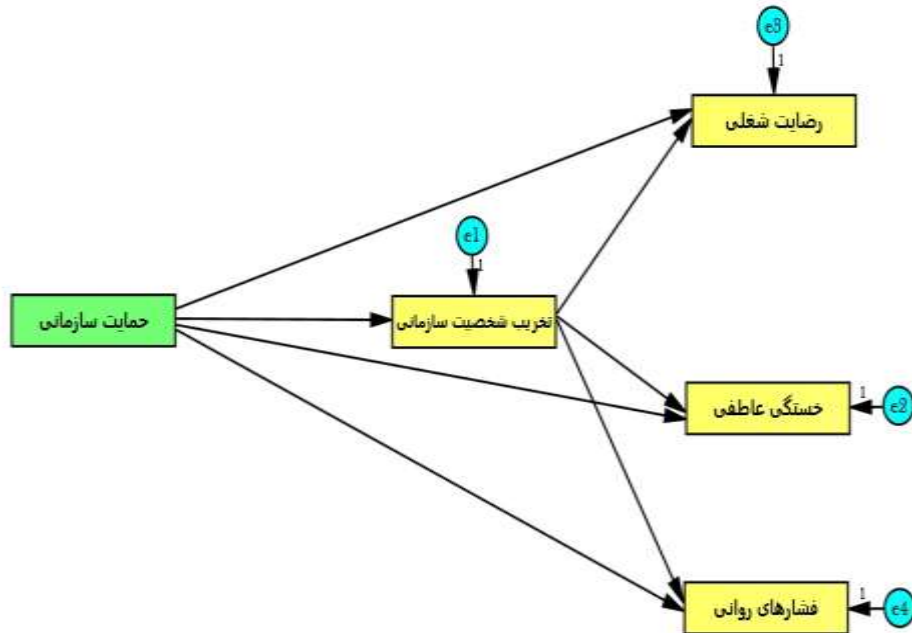 e3
1
رضایت شغلی
e1
1
حمایت سازمانی
تخریب شخصیت سازمانی
خستگی عاطفی
1
e2
فشارهای روانی
1
e4